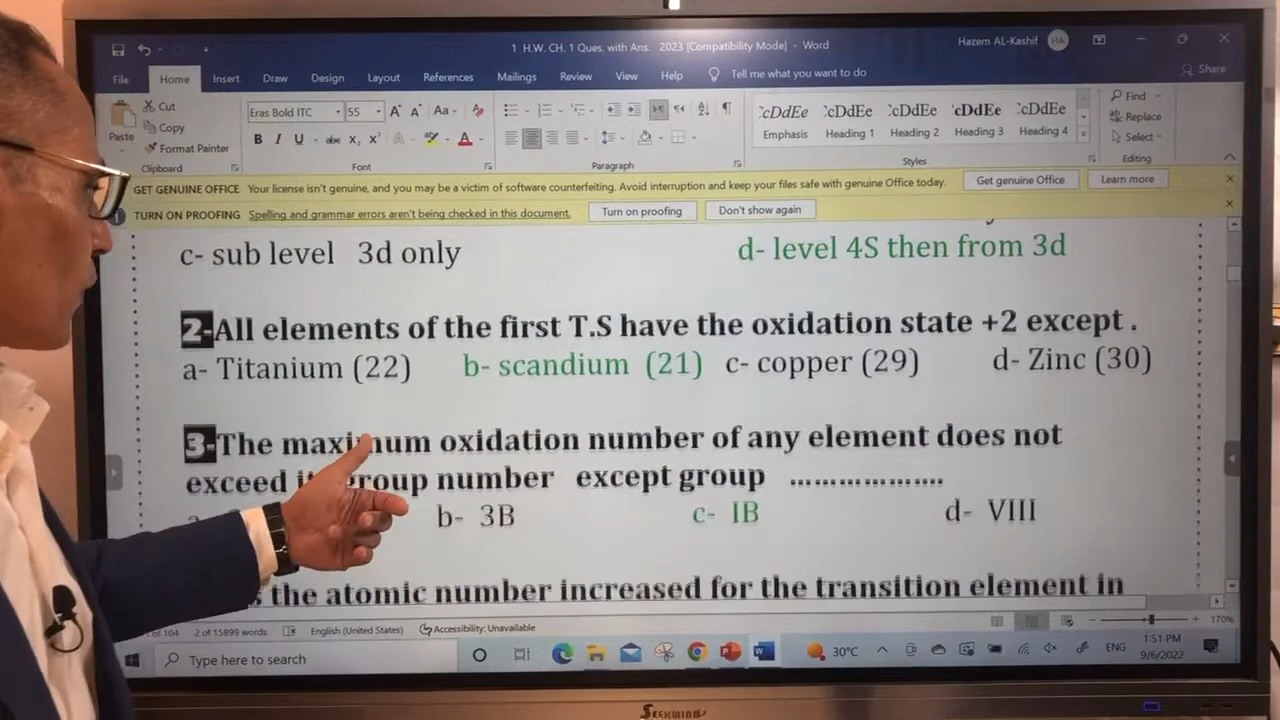 1 H.W. CH. 1 Ques. with Ans. 2023 [Compatibility Mode] - Word
Hazem AL-Kashif HA
File Home Insert Draw Design Layout References Mailings Review View Help Tell me what you want to do Share
Paste
Cut
Copy
Format Painter
Clipboard
Eras Bold ITC 55
Font
Paragraph
Emphasis Heading 1 Heading 2 Heading 3 Heading 4
Styles
Find
Replace
Select
Editing
GET GENUINE OFFICE Your license isn't genuine, and you may be a victim of software counterfeiting. Avoid interruption and keep your files safe with genuine Office today. Get genuine Office Learn more
TURN ON PROOFING Spelling and grammar errors aren't being checked in this document. Turn on proofing Don't show again
c- sub level 3d only d- level 4S then from 3d
2-All elements of the first T.S have the oxidation state +2 except .
a- Titanium (22) b- scandium (21) c- copper (29) d- Zinc (30)
3-The maximum oxidation number of any element does not
exceed group number except group ....................
b- 3B c- IB d- VIII
the atomic number increased for the transition element in
of 104 2 of 15899 words English (United States) Accessibility: Unavailable 170%
Type here to search 30°C ENG 1:51 PM
9/6/2022
SEEKMINDS